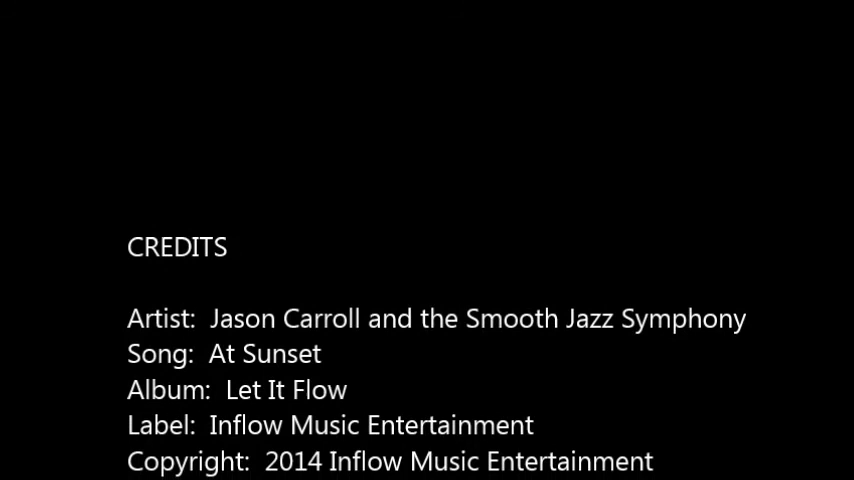 CREDITS
Artist:  Jason Carroll and the Smooth Jazz Symphony
Song:  At Sunset
Album:  Let It Flow
Label:  Inflow Music Entertainment
Copyright:  2014 Inflow Music Entertainment